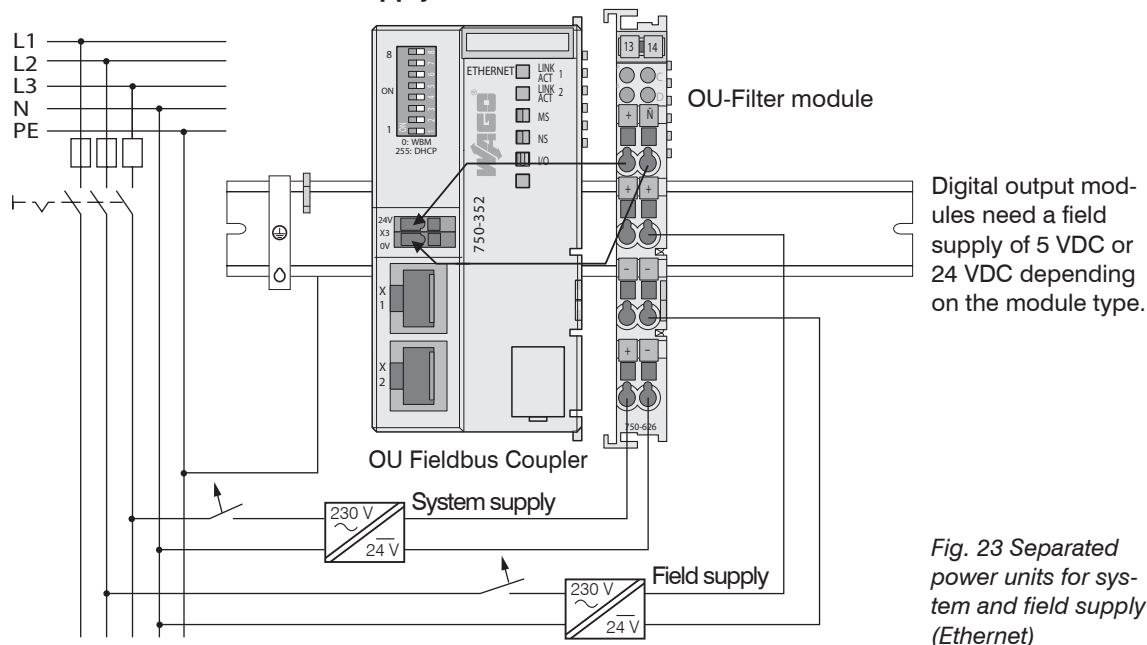 L1
L2
L3
N
PE
8
ON
1
0: WBM
255: DHCP
ETHERNET
LINK
ACT 1
LINK
ACT 2
MS
NS
I/O
WAGO®
750-352
24V
X3
0V
X
1
X
2
13 14
C
D
+ N
+ +
- -
+ -
750-626
OU-Filter module
Digital output mod-
ules need a field
supply of 5 VDC or
24 VDC depending
on the module type.
OU Fieldbus Coupler
System supply
230 V
24 V
Field supply
230 V
24 V
Fig. 23 Separated
power units for sys-
tem and field supply
(Ethernet)